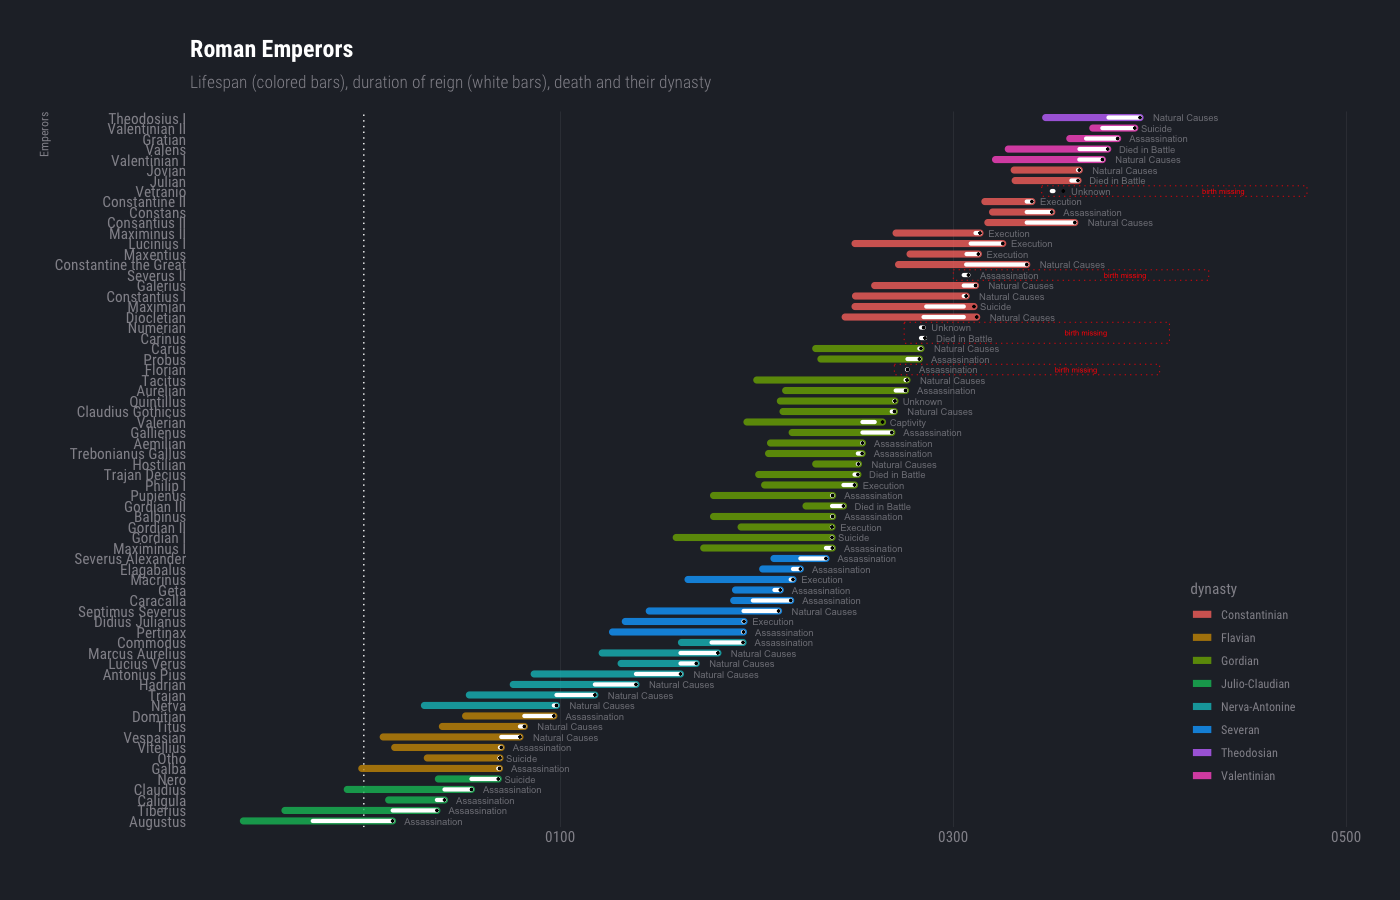 Roman Emperors
Lifespan (colored bars), duration of reign (white bars), death and their dynasty
Emperors
Theodosius I Natural Causes
Valentinian II Suicide
Gratian Assassination
Valens Died in Battle
Valentinian I Natural Causes
Jovian Natural Causes
Julian Died in Battle
Vetranio Unknown birth missing
Constantine II Execution
Constans Assassination
Consantius II Natural Causes
Maximinus II Execution
Lucinius I Execution
Maxentius Execution
Constantine the Great Natural Causes
Severus II Assassination birth missing
Galerius Natural Causes
Constantius I Natural Causes
Maximian Suicide
Diocletian Natural Causes
Numerian Unknown
birth missing
Carinus Died in Battle
Carus Natural Causes
Probus Assassination
Florian Assassination birth missing
Tacitus Natural Causes
Aurelian Assassination
Quintillus Unknown
Claudius Gothicus Natural Causes
Valerian Captivity
Gallienus Assassination
Aemilian Assassination
Trebonianus Gallus Assassination
Hostilian Natural Causes
Trajan Decius Died in Battle
Philip I Execution
Pupienus Assassination
Gordian III Died in Battle
Balbinus Assassination
Gordian II Execution
Gordian I Suicide
Maximinus I Assassination
Severus Alexander Assassination
Elagabalus Assassination
Macrinus Execution
Geta Assassination
Caracalla Assassination
Septimus Severus Natural Causes
Didius Julianus Execution
Pertinax Assassination
Commodus Assassination
Marcus Aurelius Natural Causes
Lucius Verus Natural Causes
Antonius Pius Natural Causes
Hadrian Natural Causes
Trajan Natural Causes
Nerva Natural Causes
Domitian Assassination
Titus Natural Causes
Vespasian Natural Causes
Vitellius Assassination
Otho Suicide
Galba Assassination
Nero Suicide
Claudius Assassination
Caligula Assassination
Tiberius Assassination
Augustus Assassination
0100 0300 0500
dynasty
Constantinian
Flavian
Gordian
Julio-Claudian
Nerva-Antonine
Severan
Theodosian
Valentinian